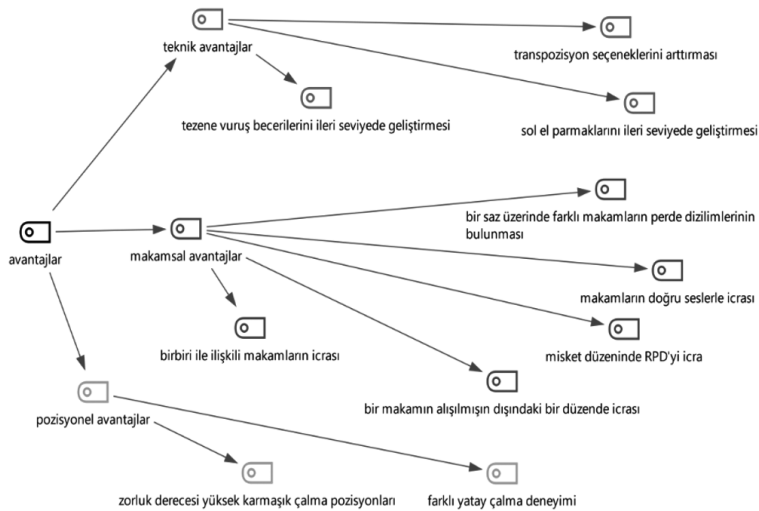 teknik avantajlar
transpozisyon seçeneklerini arttırması
tezene vuruş becerilerini ileri seviyede geliştirmesi
sol el parmaklarını ileri seviyede geliştirmesi
avantajlar
makamsal avantajlar
bir saz üzerinde farklı makamların perde dizilimlerinin
bulunması
makamların doğru seslerle icrası
birbiri ile ilişkili makamların icrası
misket düzeninde RPD'yi icra
bir makamın alışılmışın dışındaki bir düzende icrası
pozisyonel avantajlar
zorluk derecesi yüksek karmaşık çalma pozisyonları
farklı yatay çalma deneyimi